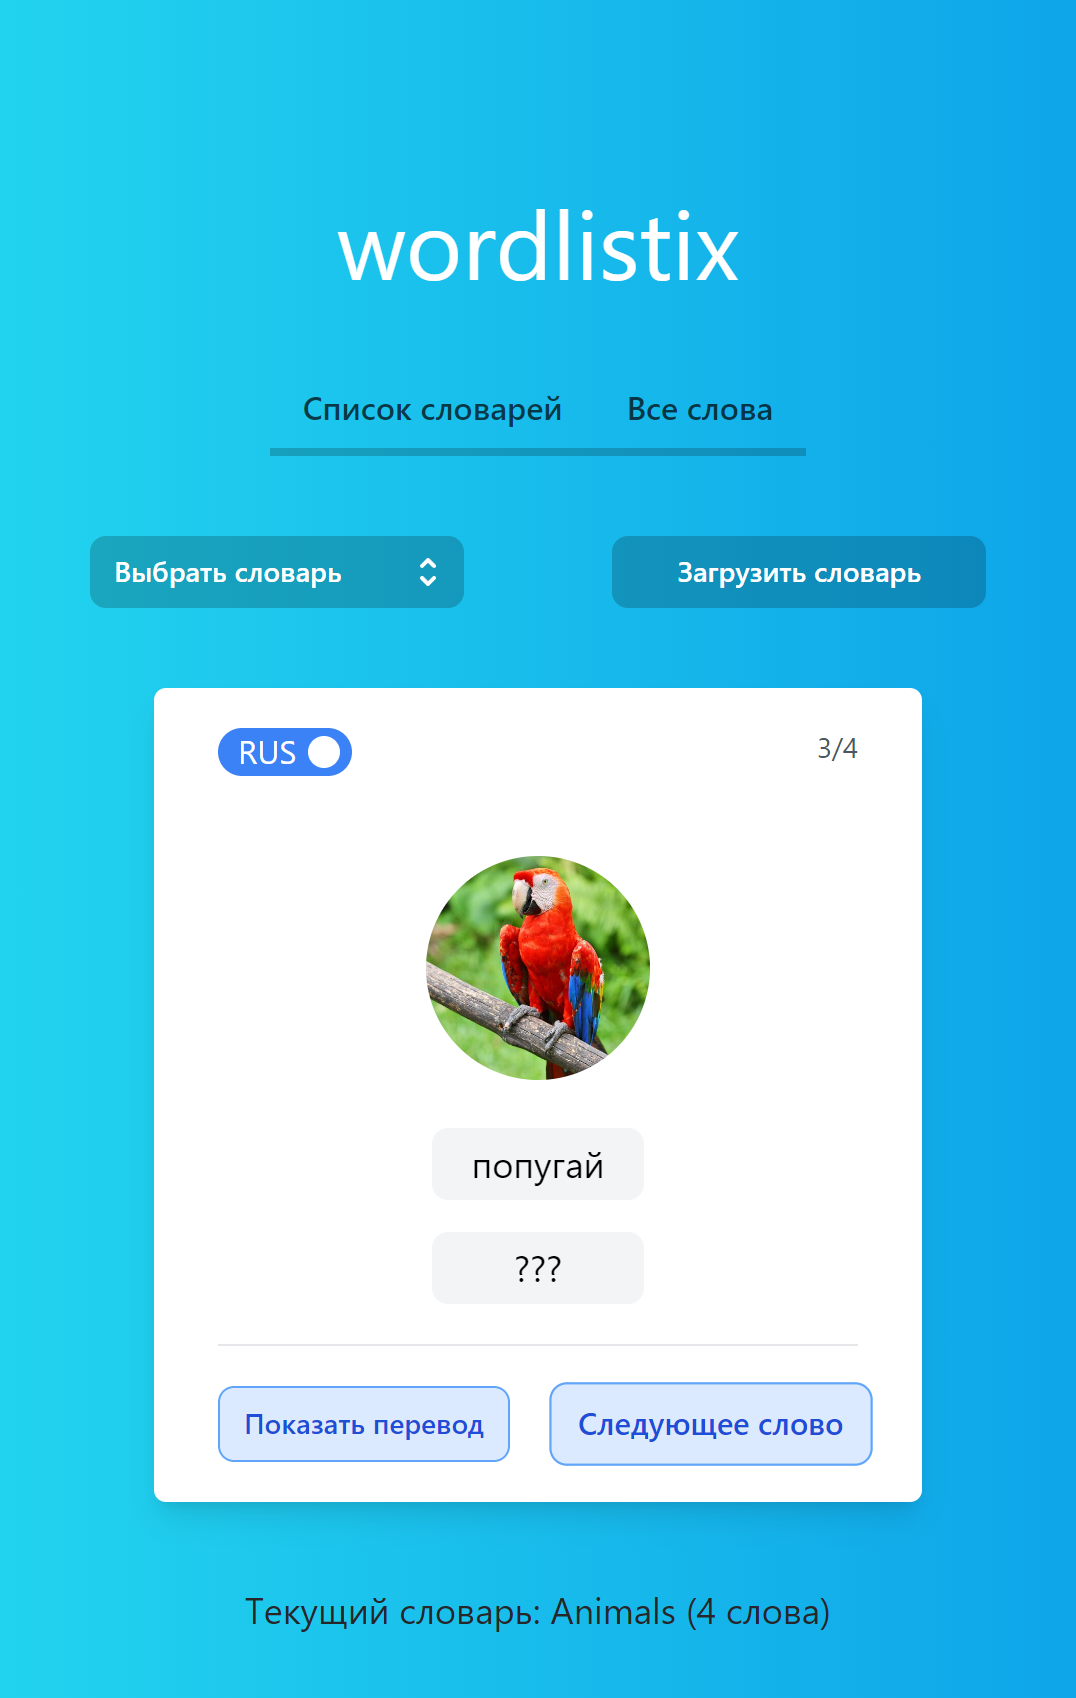 wordlistix
Список словарей
Все слова
Выбрать словарь
Загрузить словарь
RUS
3/4
попугай
???
Показать перевод
Следующее слово
Текущий словарь: Animals (4 слова)